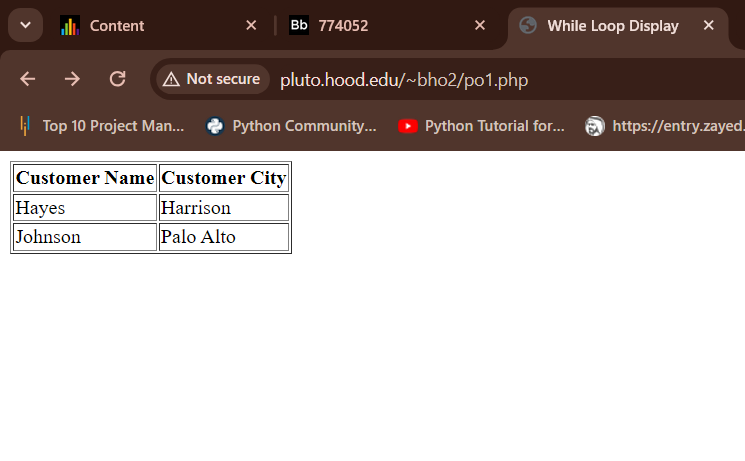 Content
Bb 774052
While Loop Display
Not secure pluto.hood.edu/~bho2/po1.php
Top 10 Project Man... Python Community... Python Tutorial for... https://entry.zayed.
Customer Name Customer City
Hayes Harrison
Johnson Palo Alto